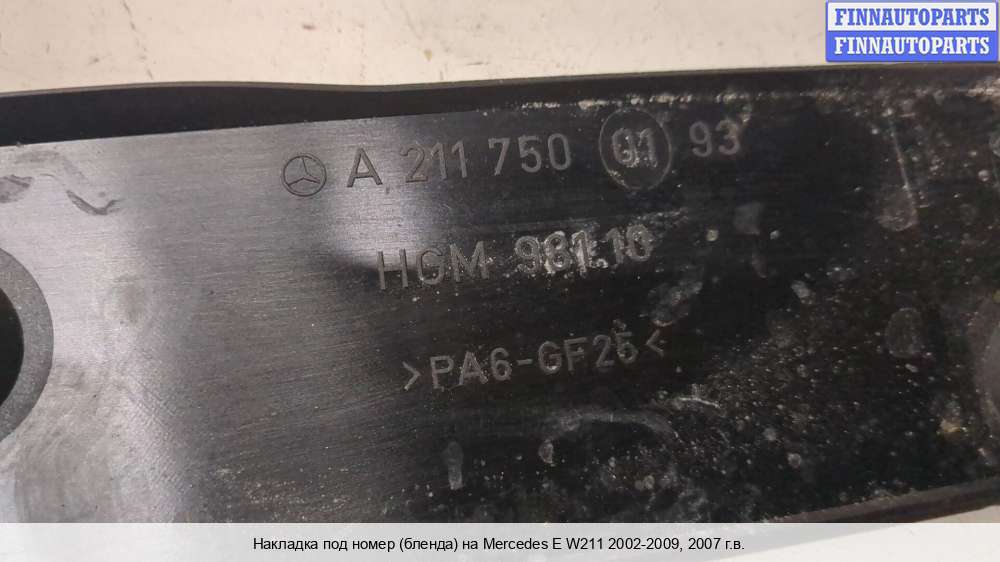 FINNAUTOPARTS
FINNAUTOPARTS
A 211 750 01 93
HGM 981.10
>PA6-GF25<
Накладка под номер (бленда) на Mercedes E W211 2002-2009, 2007 г.в.